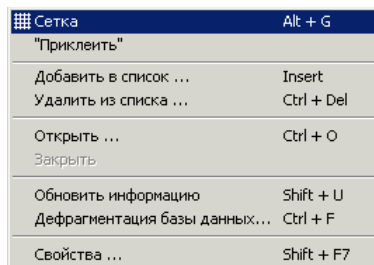 Сетка Alt + G
"Приклеить"
Добавить в список ... Insert
Удалить из списка ... Ctrl + Del
Открыть ... Ctrl + O
Закрыть
Обновить информацию Shift + U
Дефрагментация базы данных... Ctrl + F
Свойства ... Shift + F7